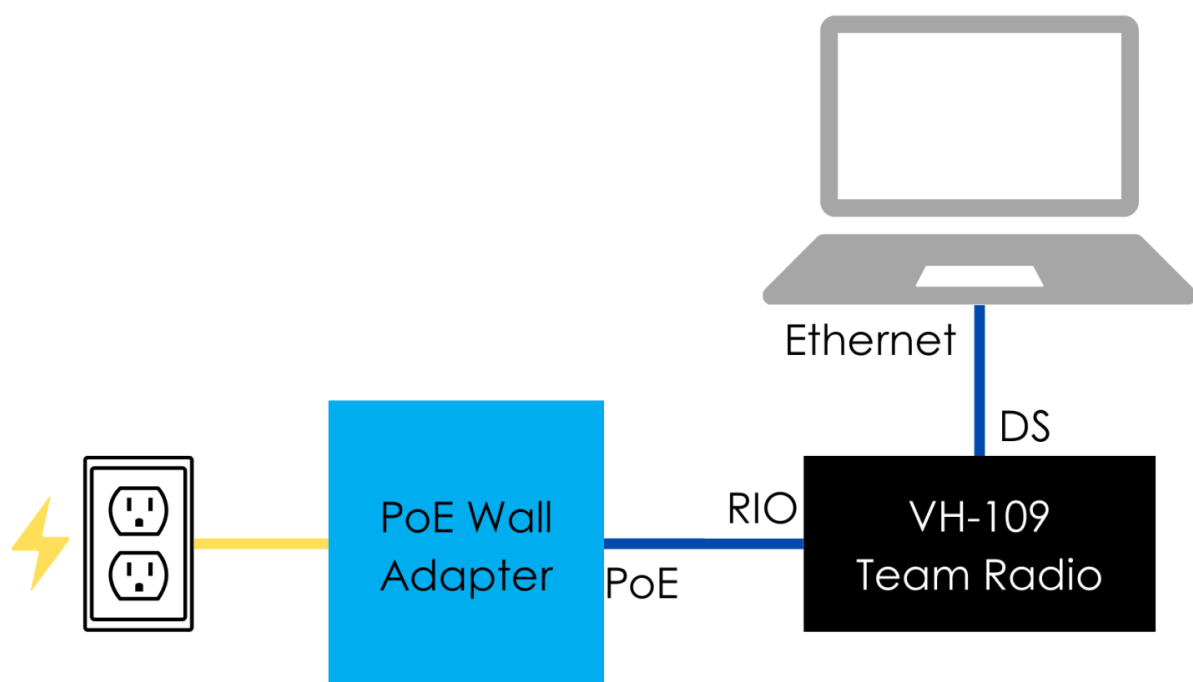 Ethernet
DS
PoE Wall
Adapter
PoE
RIO
VH-109
Team Radio